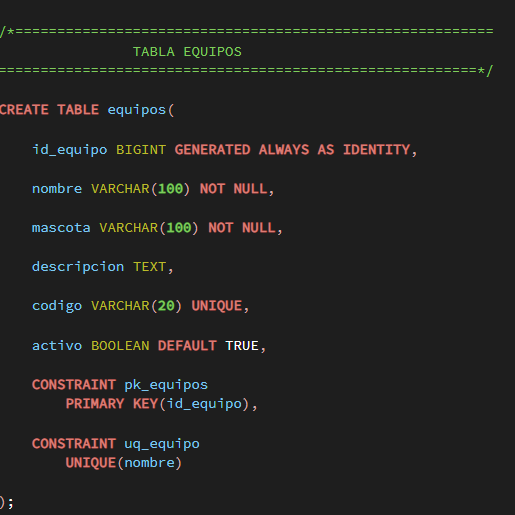 /*=========================================================
TABLA EQUIPOS
=========================================================*/
CREATE TABLE equipos(
id_equipo BIGINT GENERATED ALWAYS AS IDENTITY,
nombre VARCHAR(100) NOT NULL,
mascota VARCHAR(100) NOT NULL,
descripcion TEXT,
codigo VARCHAR(20) UNIQUE,
activo BOOLEAN DEFAULT TRUE,
CONSTRAINT pk_equipos
PRIMARY KEY(id_equipo),
CONSTRAINT uq_equipo
UNIQUE(nombre)
);